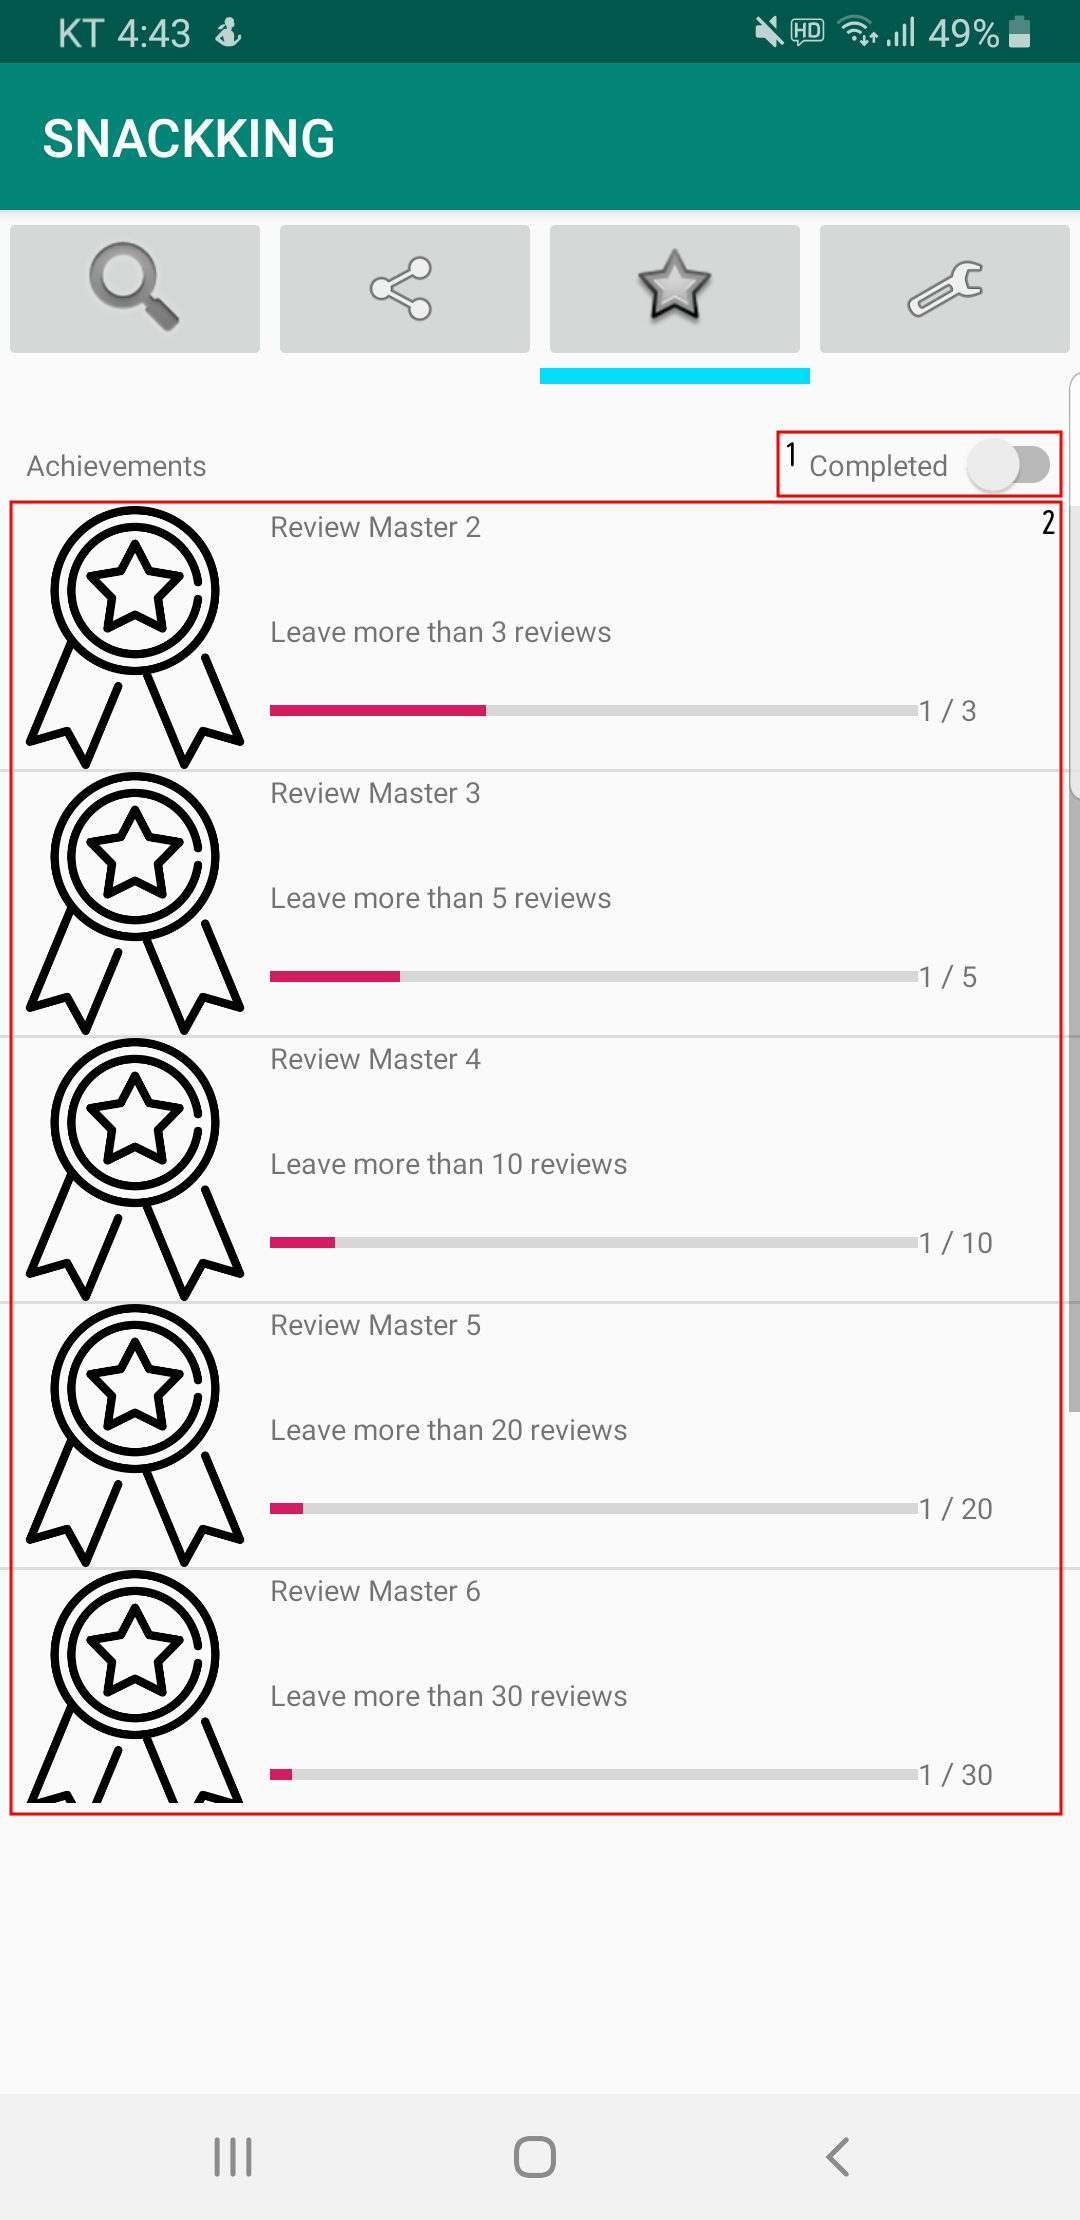 KT 4:43 HD 49%
SNACKKING
Achievements 1 Completed
2
Review Master 2
Leave more than 3 reviews
1 / 3
Review Master 3
Leave more than 5 reviews
1 / 5
Review Master 4
Leave more than 10 reviews
1 / 10
Review Master 5
Leave more than 20 reviews
1 / 20
Review Master 6
Leave more than 30 reviews
1 / 30